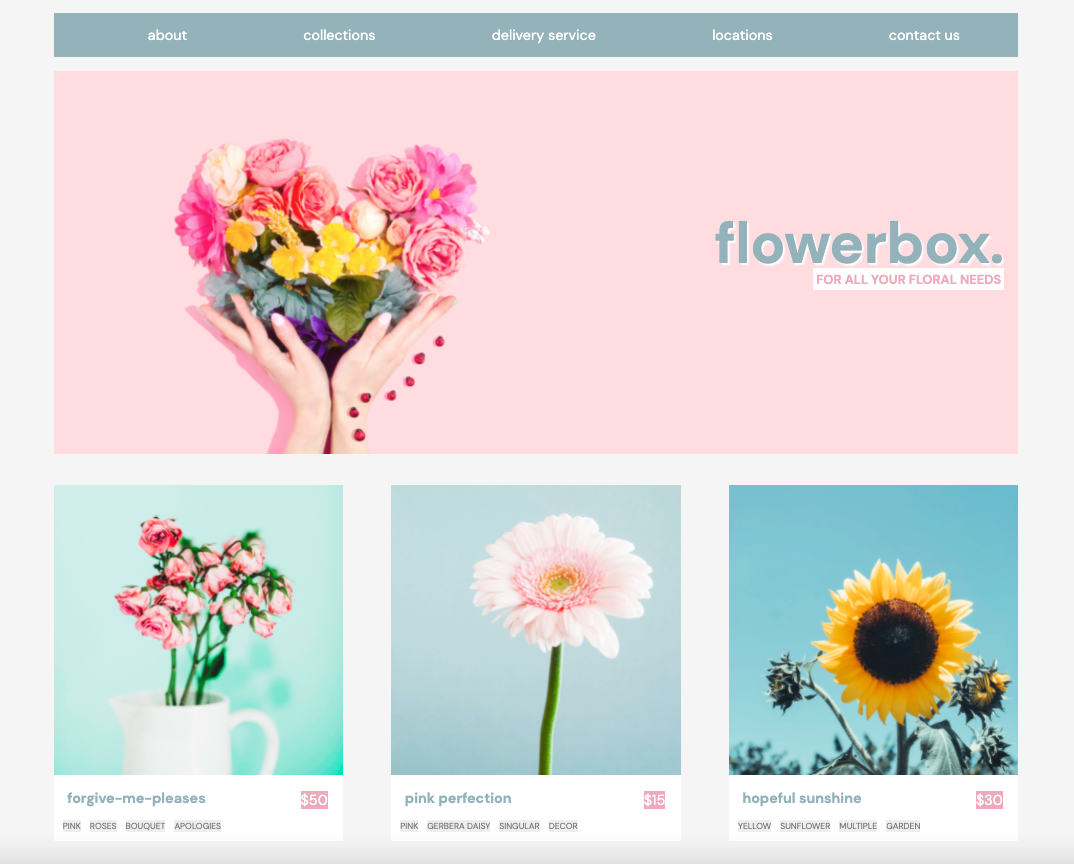 about collections delivery service locations contact us
flowerbox.
FOR ALL YOUR FLORAL NEEDS
forgive-me-pleases $50
PINK ROSES BOUQUET APOLOGIES
pink perfection $15
PINK GERBERA DAISY SINGULAR DECOR
hopeful sunshine $30
YELLOW SUNFLOWER MULTIPLE GARDEN